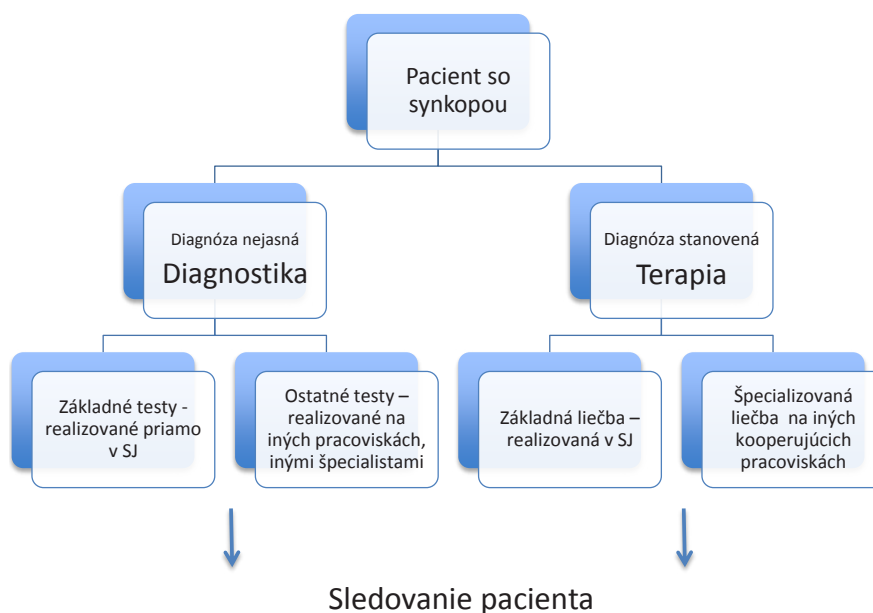 Pacient so
synkopou
Diagnóza nejasná
Diagnostika
Diagnóza stanovená
Terapia
Základné testy -
realizované priamo
v SJ
Ostatné testy –
realizované na
iných pracoviskách,
inými špecialistami
Základná liečba –
realizovaná v SJ
Špecializovaná
liečba na iných
kooperujúcich
pracoviskách
Sledovanie pacienta